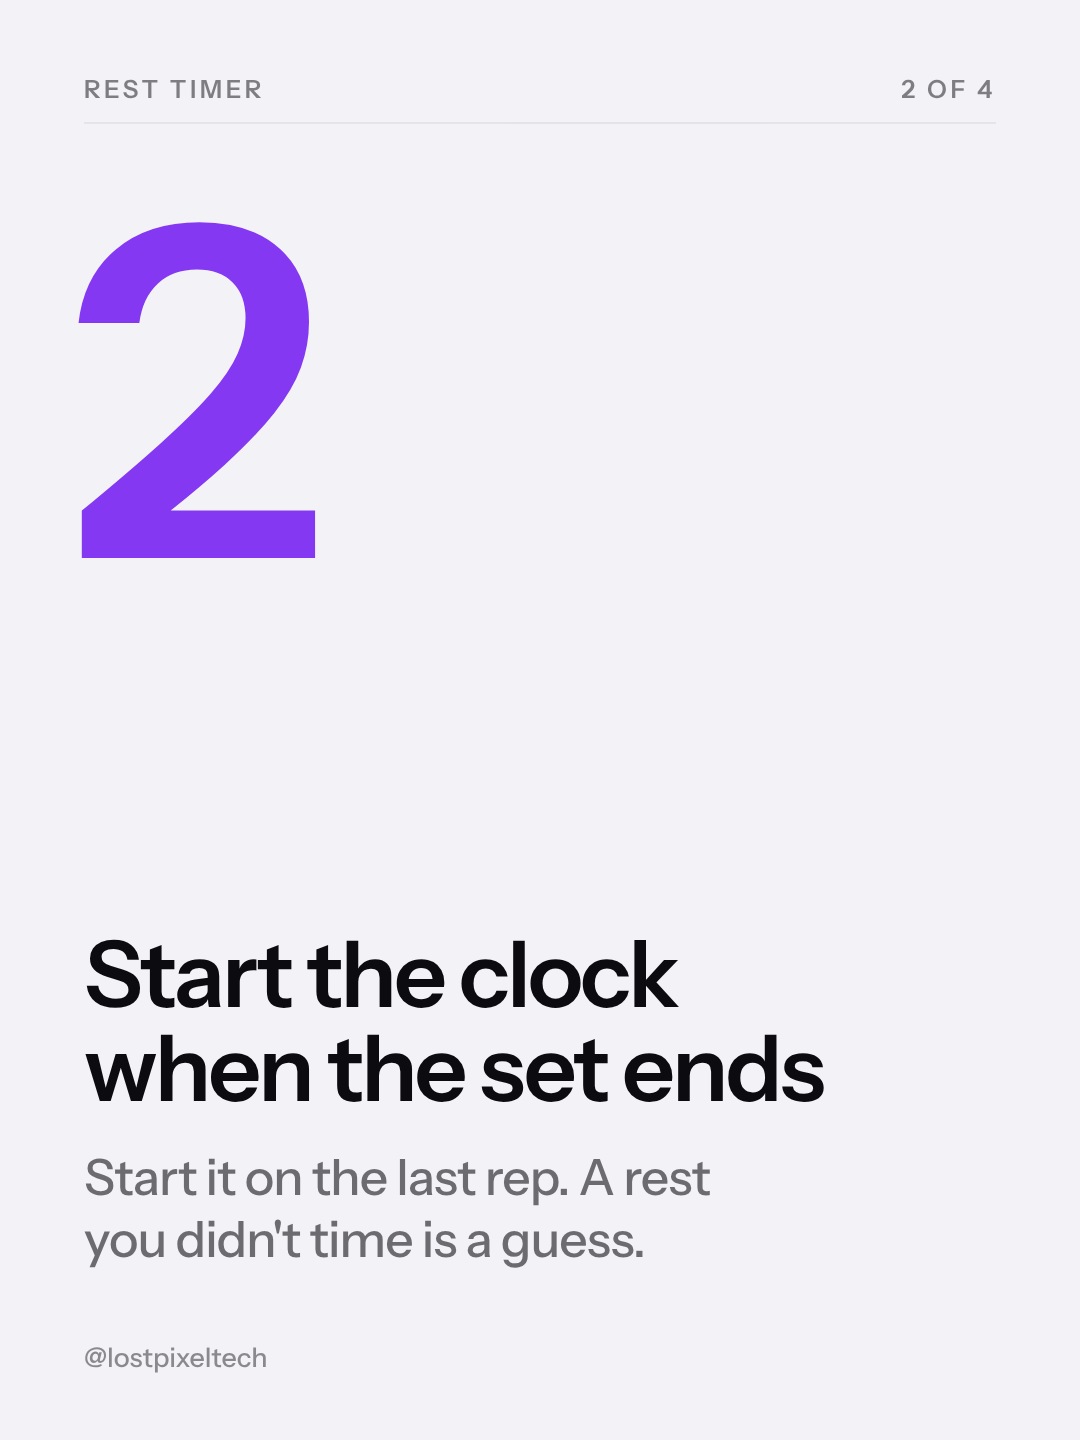 REST TIMER
2 OF 4
2
Start the clock
when the set ends
Start it on the last rep. A rest
you didn't time is a guess.
@lostpixeltech